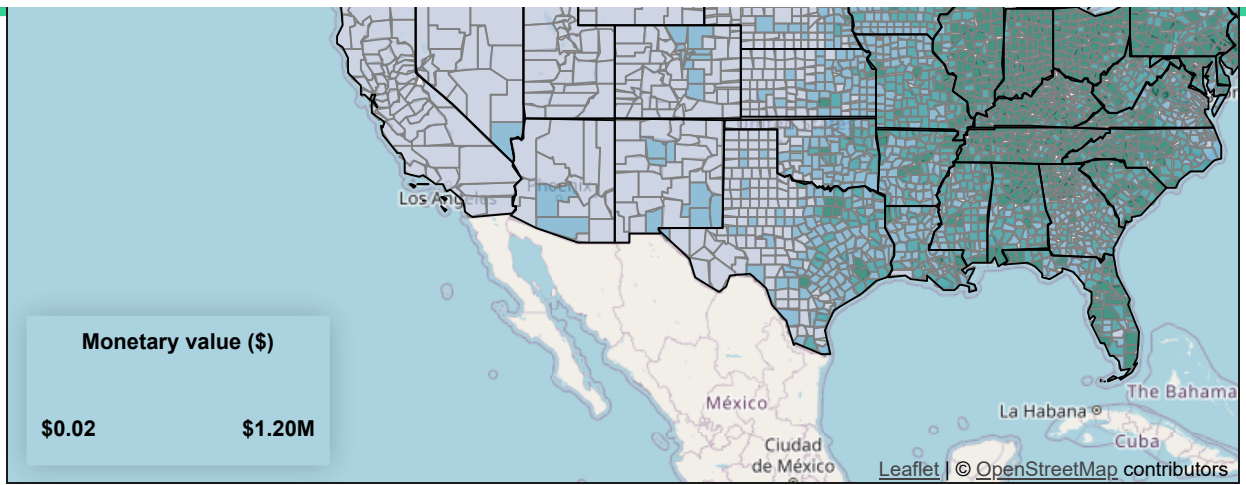 Phoenix
Los Angeles
Monetary value ($)
$0.02 $1.20M
México
Ciudad
de México
La Habana
The Bahama
Cuba
Leaflet | © OpenStreetMap contributors